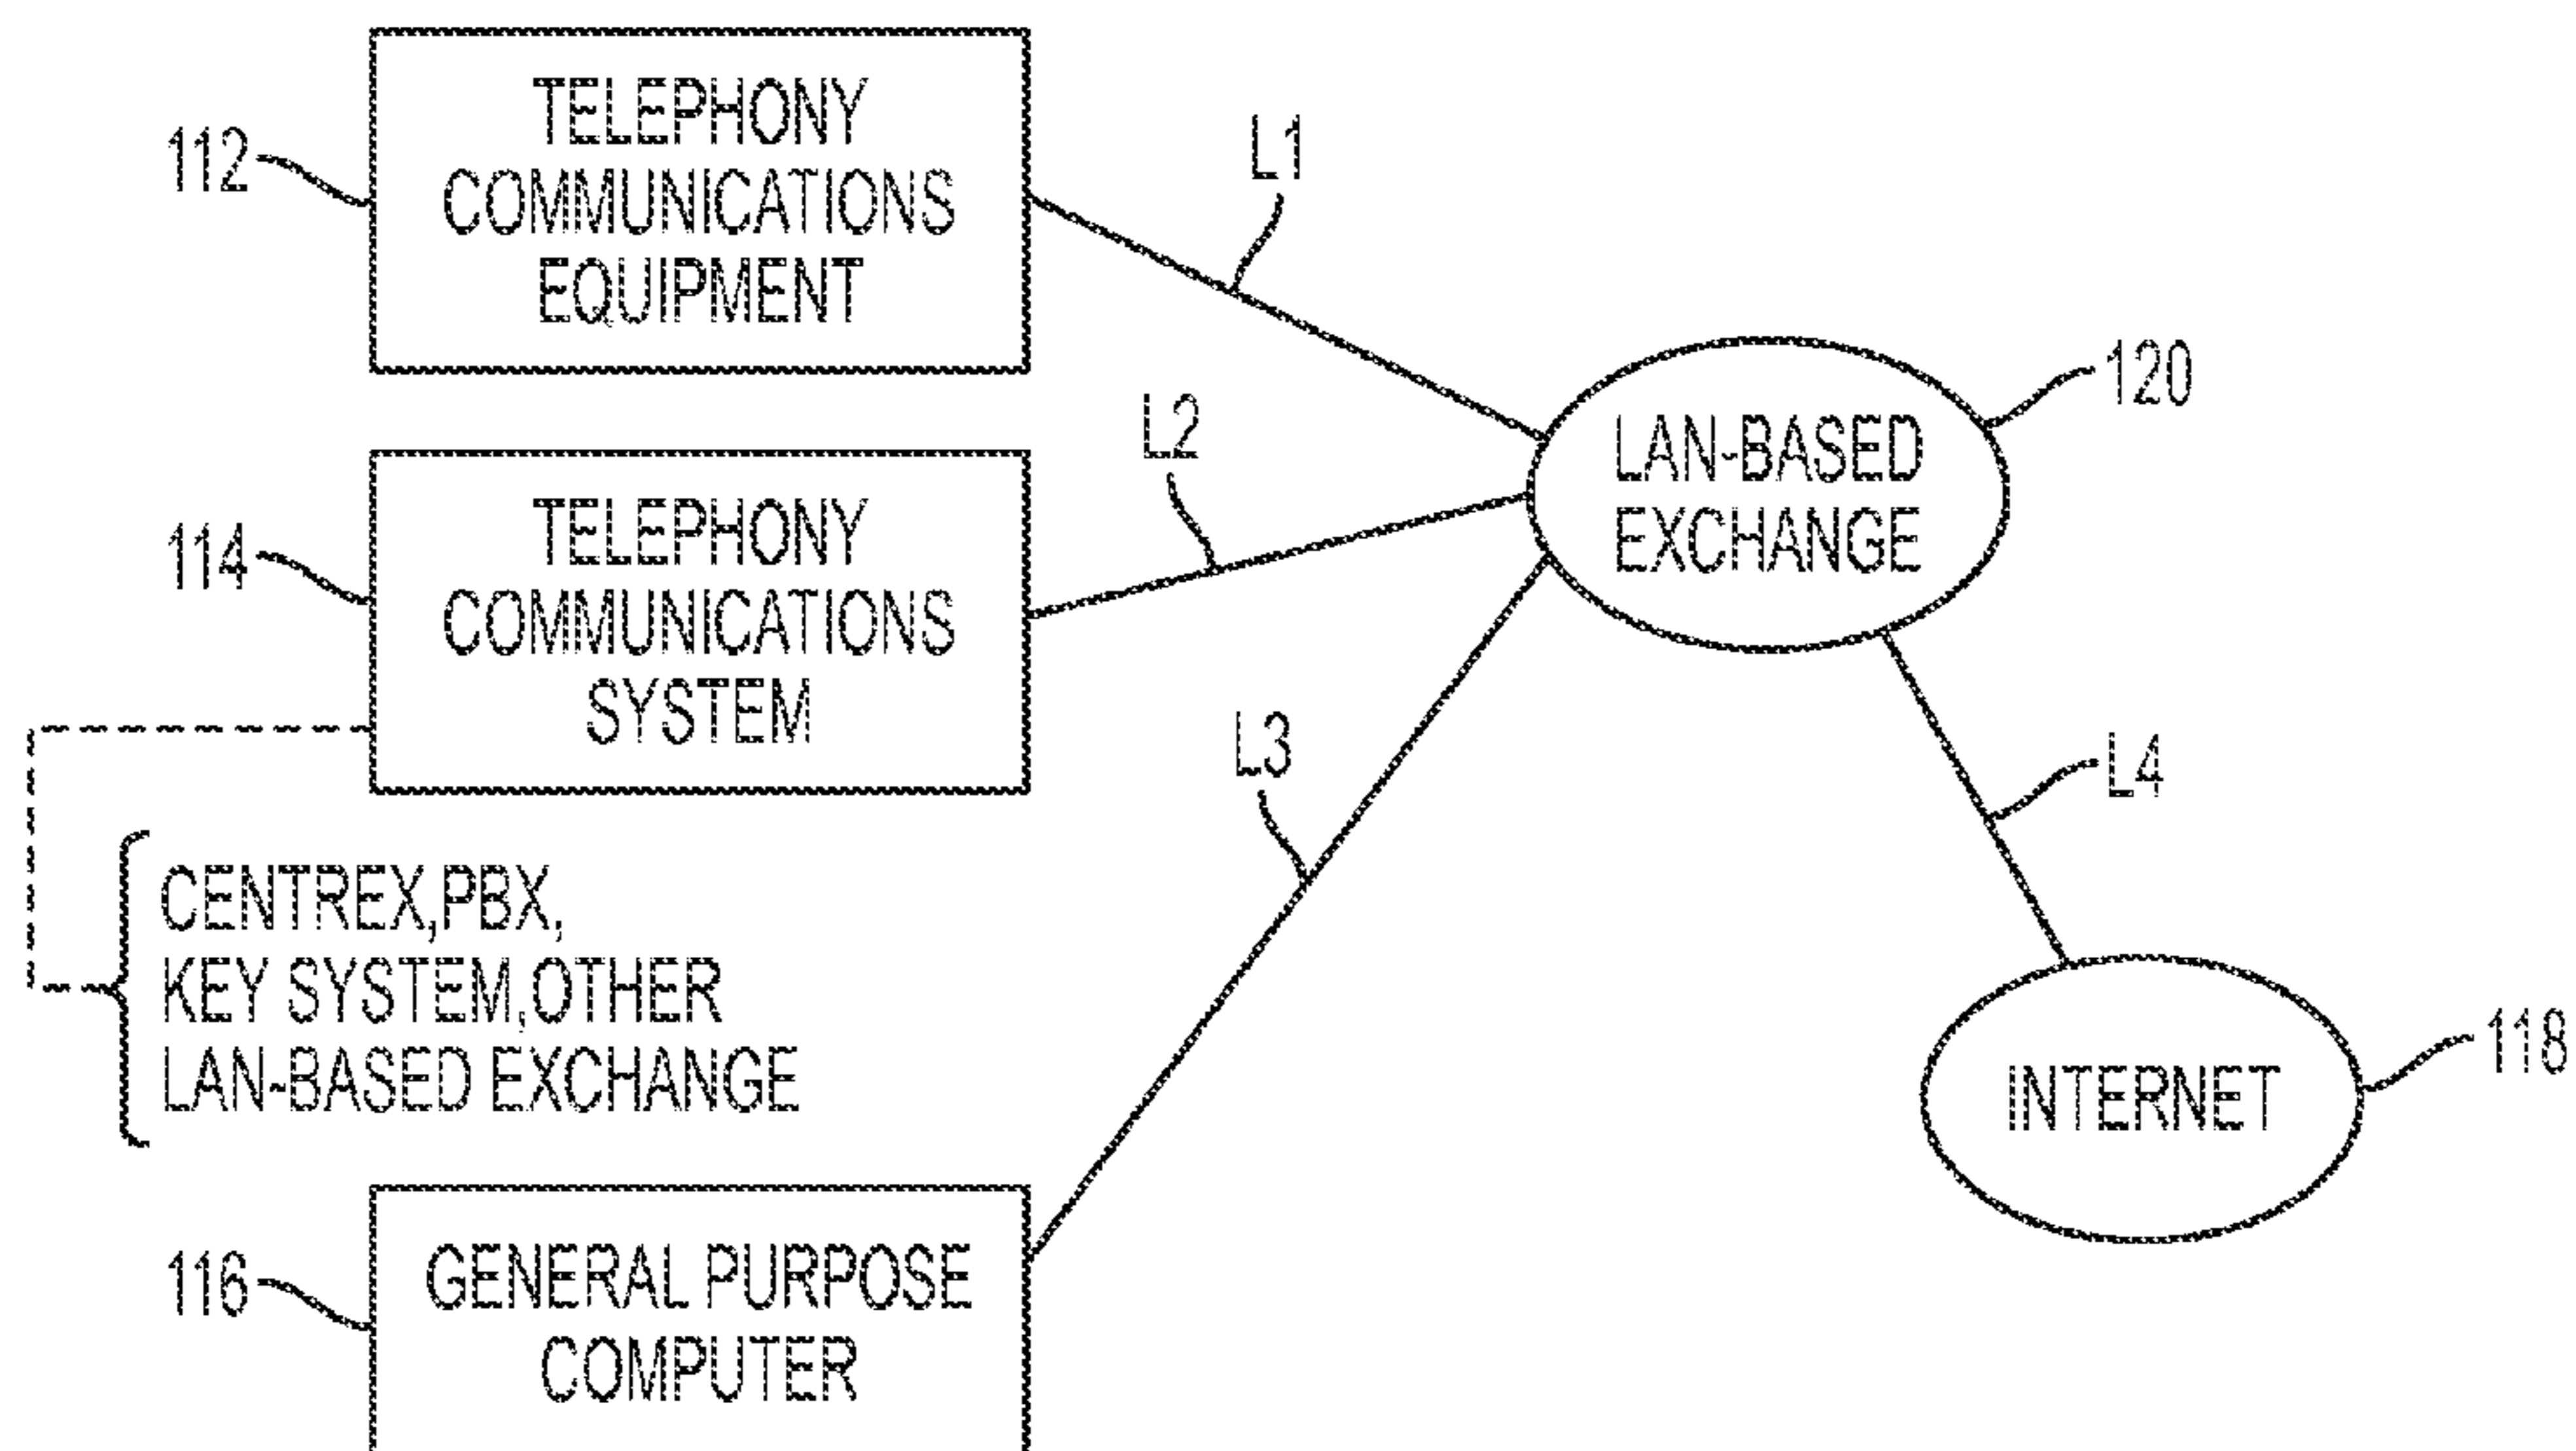 112
TELEPHONY
COMMUNICATIONS
EQUIPMENT
L1
114
TELEPHONY
COMMUNICATIONS
SYSTEM
L2
LAN-BASED
EXCHANGE
120
CENTREX,PBX,
KEY SYSTEM,OTHER
LAN-BASED EXCHANGE
L3
L4
116
GENERAL PURPOSE
COMPUTER
INTERNET
118